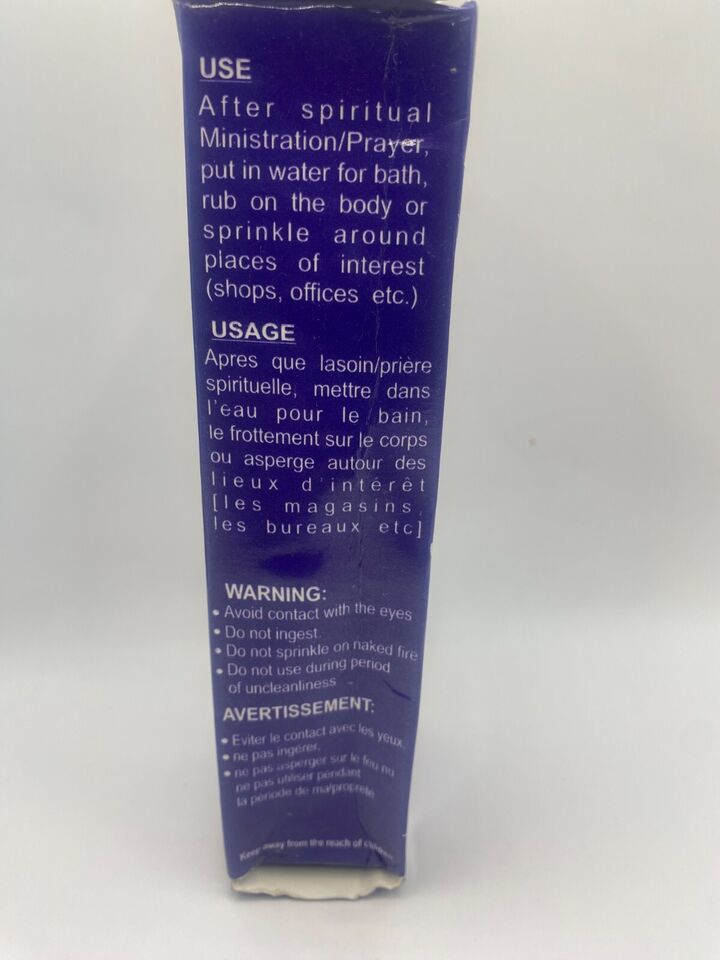 USE
After spiritual
Ministration/Prayer,
put in water for bath,
rub on the body or
sprinkle around
places of interest
(shops, offices etc.)
USAGE
Apres que lasoin/prière
spirituelle, mettre dans
l'eau pour le bain,
le frottement sur le corps
ou asperge autour des
lieux d'intérêt
[les magasins,
les bureaux etc]
WARNING:
• Avoid contact with the eyes
• Do not ingest.
• Do not sprinkle on naked fire
• Do not use during period
of uncleanliness
AVERTISSEMENT:
• Eviter le contact avec les yeux.
• ne pas ingérer.
• ne pas asperger sur le feu nu
ne pas utiliser pendant
la période de malpropreté
Keep away from the reach of children